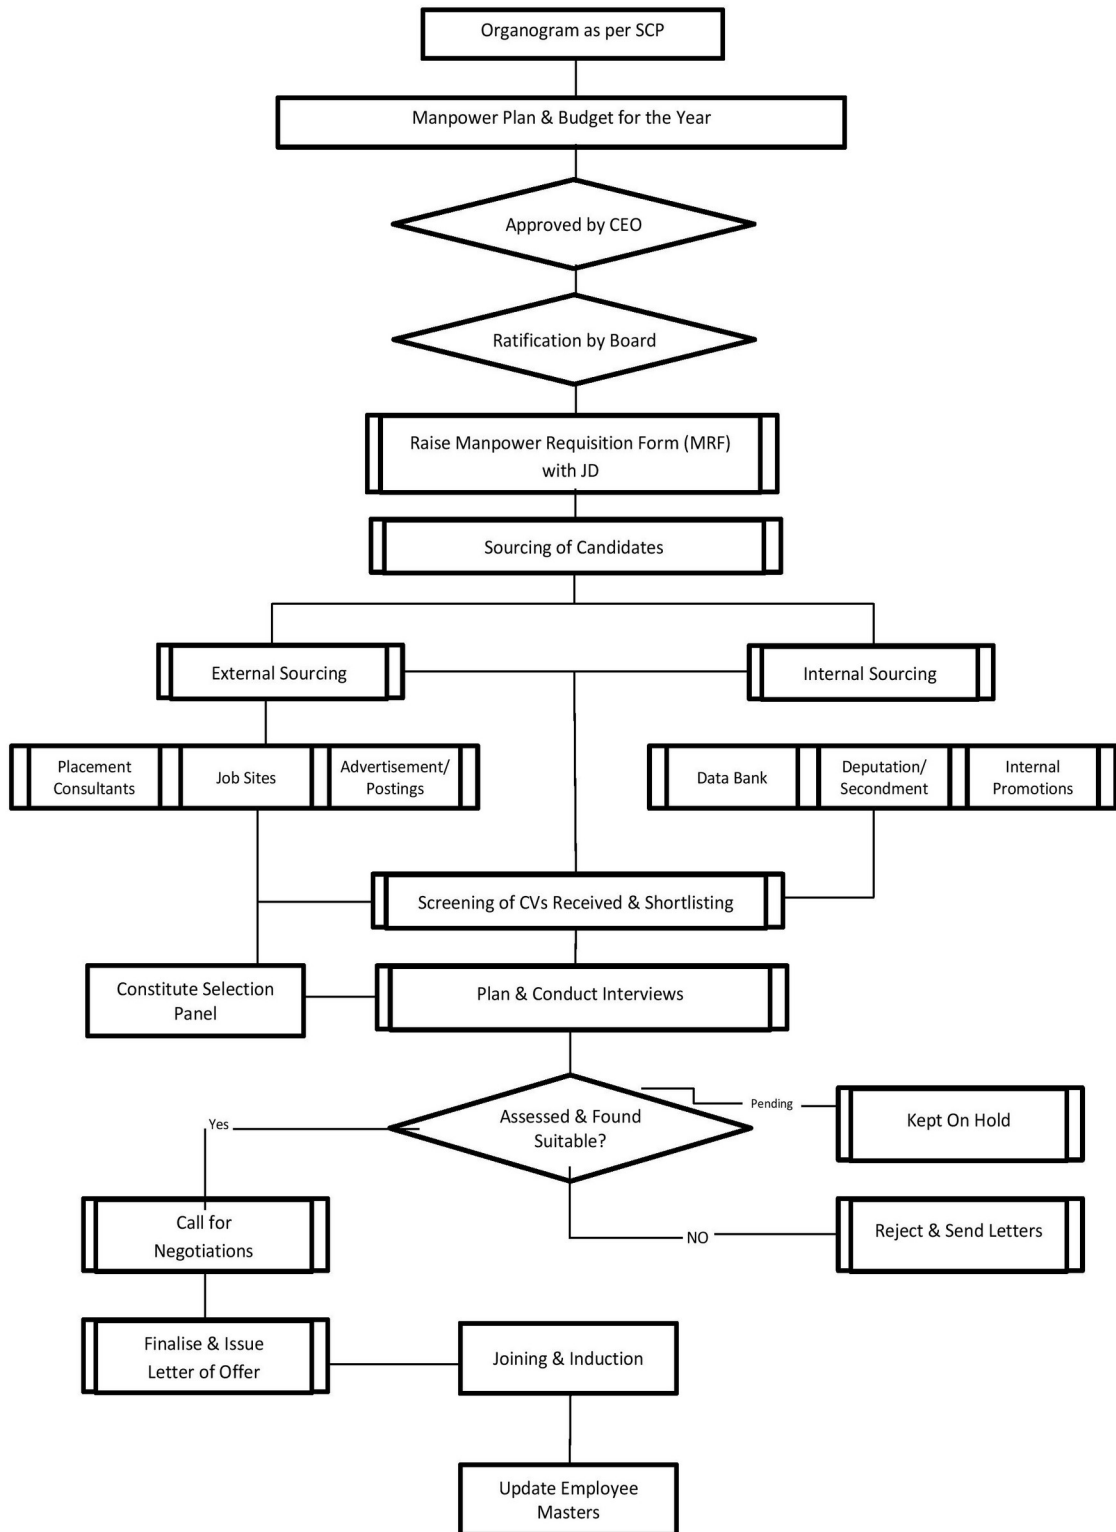 Organogram as per SCP
Manpower Plan & Budget for the Year
Approved by CEO
Ratification by Board
Raise Manpower Requisition Form (MRF)
with JD
Sourcing of Candidates
External Sourcing
Internal Sourcing
Placement
Consultants
Job Sites
Advertisement/
Postings
Data Bank
Deputation/
Secondment
Internal
Promotions
Screening of CVs Received & Shortlisting
Constitute Selection
Panel
Plan & Conduct Interviews
Assessed & Found
Suitable?
Pending
Kept On Hold
Yes
Call for
Negotiations
NO
Reject & Send Letters
Finalise & Issue
Letter of Offer
Joining & Induction
Update Employee
Masters